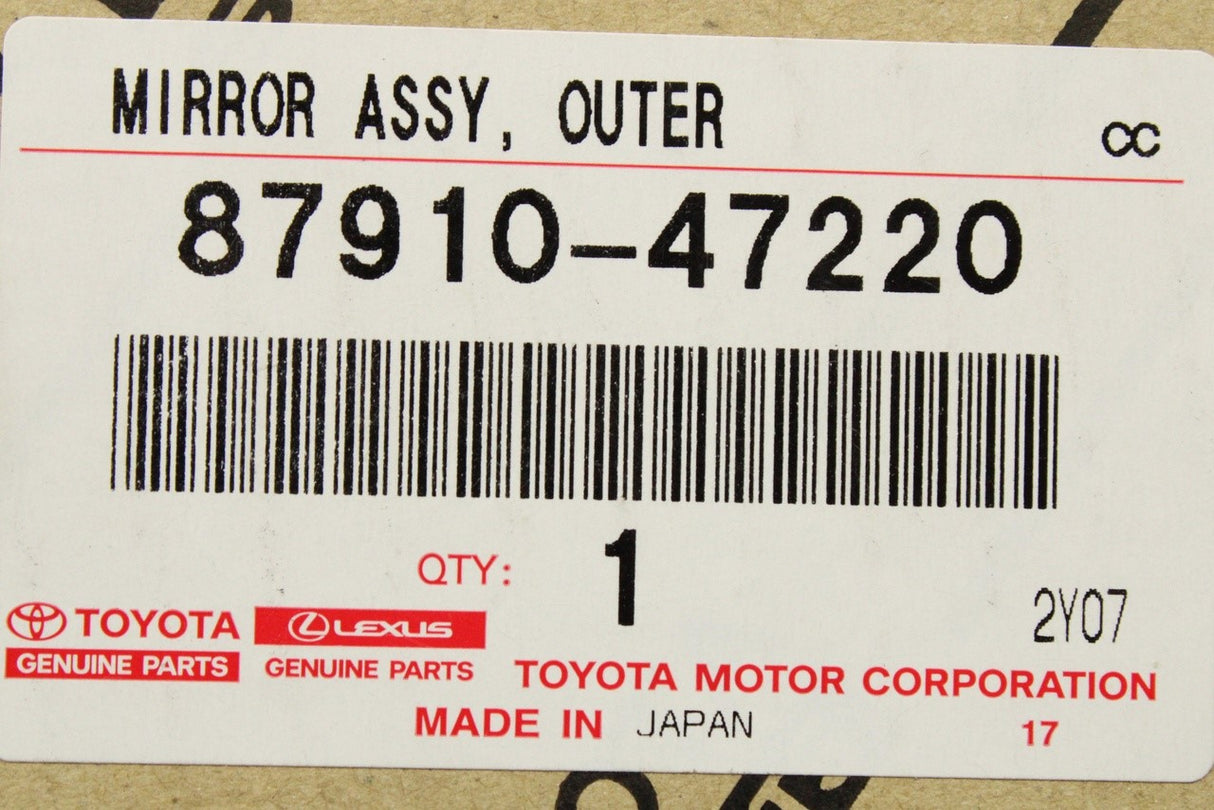 MIRROR ASSY, OUTER
CC
87910-47220
QTY: 1
2Y07
TOYOTA LEXUS
GENUINE PARTS GENUINE PARTS
TOYOTA MOTOR CORPORATION
MADE IN JAPAN 17